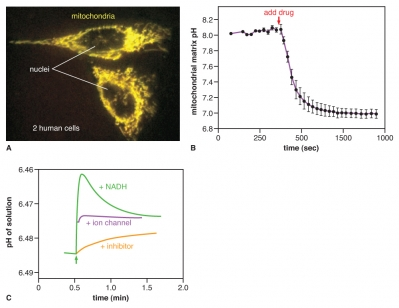 mitochondria
nuclei
2 human cells
A
add drug
mitochondrial matrix pH
8.2
8.0
7.8
7.6
7.4
7.2
7.0
6.8
0
250
500
750
1000
time (sec)
B
pH of solution
6.46
6.47
6.48
6.49
+ NADH
+ ion channel
+ inhibitor
0
0.5
1.0
1.5
2.0
time (min)
C